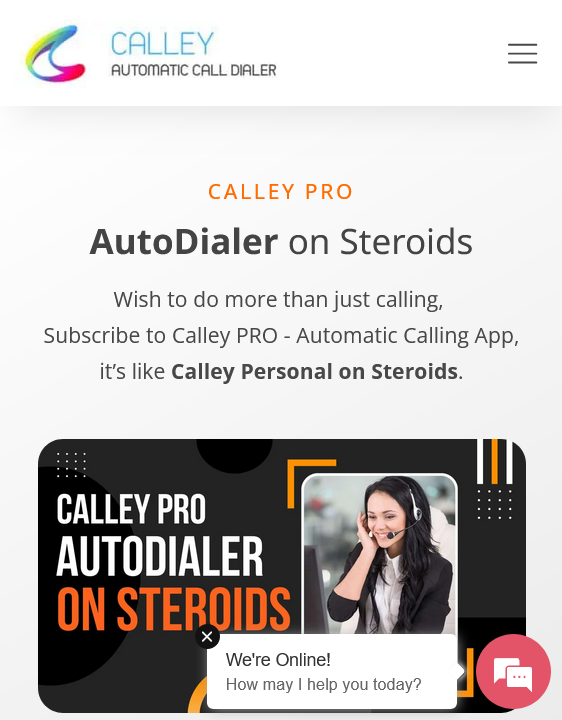 CALLEY
AUTOMATIC CALL DIALER
CALLEY PRO
AutoDialer on Steroids
Wish to do more than just calling,
Subscribe to Calley PRO - Automatic Calling App,
it’s like Calley Personal on Steroids.
CALLEY PRO
AUTODIALER
ON STEROIDS
We're Online!
How may I help you today?